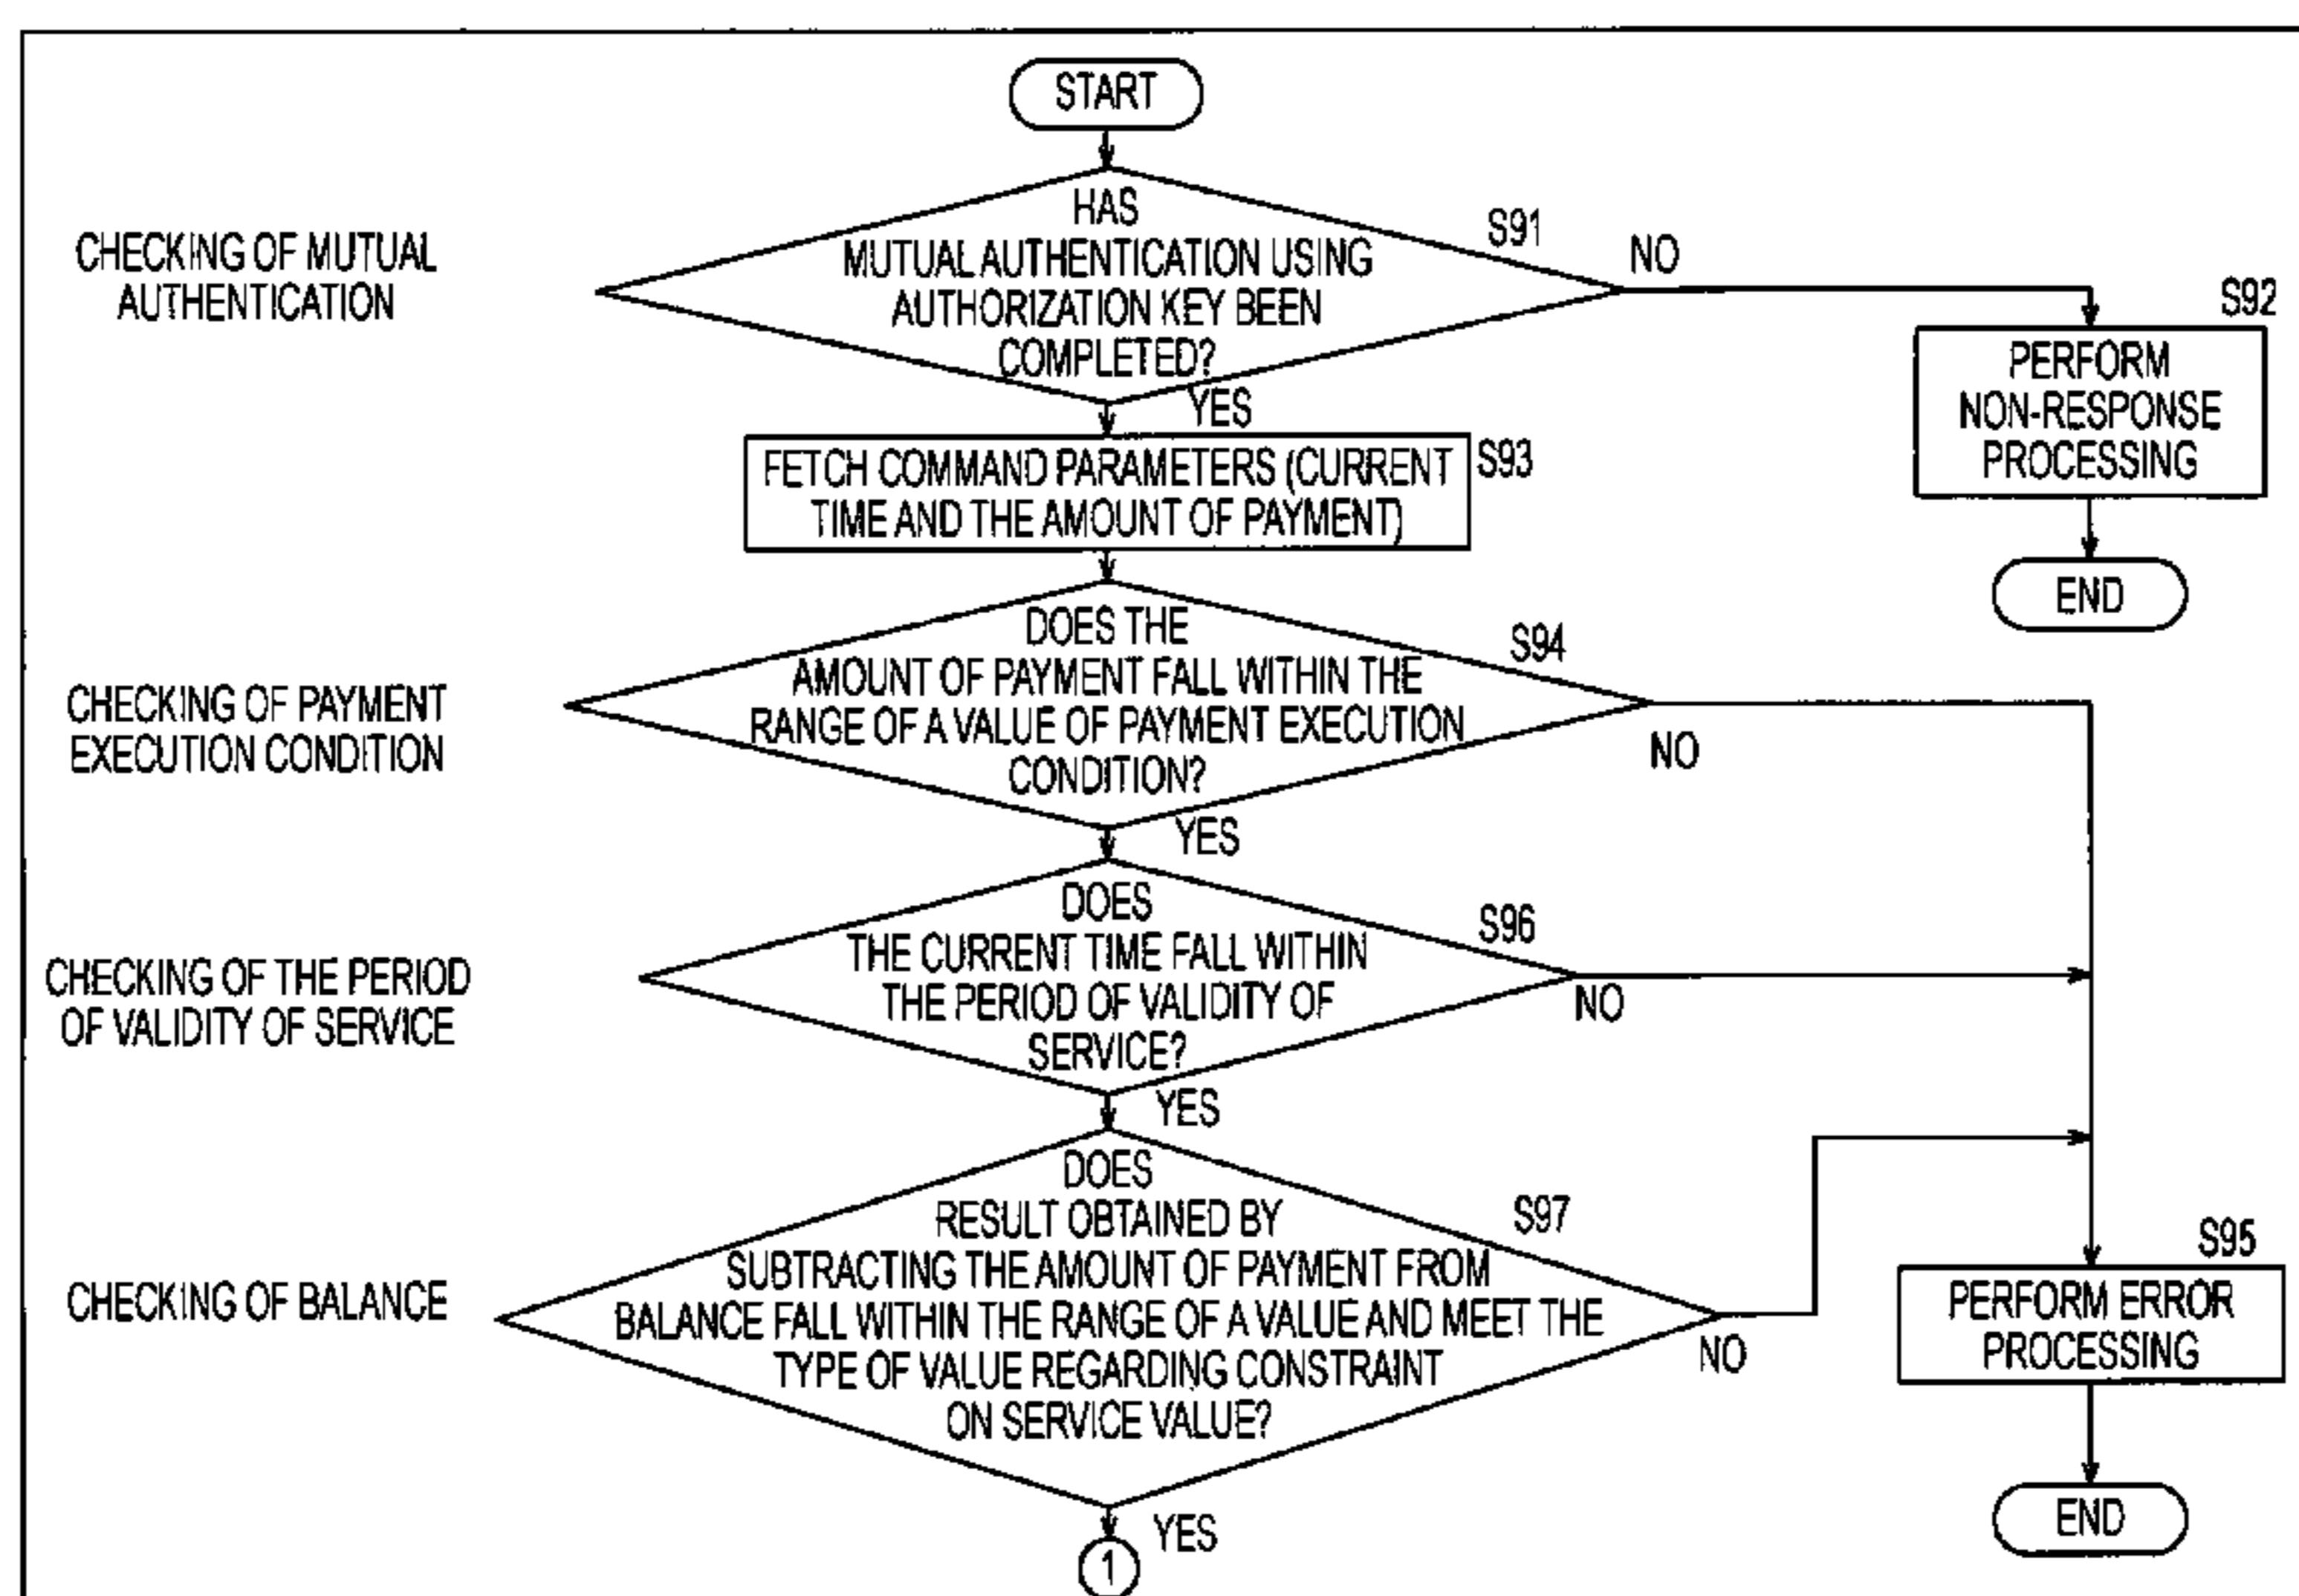 START
CHECKING OF MUTUAL
AUTHENTICATION
HAS
MUTUAL AUTHENTICATION USING
AUTHORIZATION KEY BEEN
COMPLETED?
S91
NO
YES
S92
PERFORM
NON-RESPONSE
PROCESSING
END
FETCH COMMAND PARAMETERS (CURRENT
TIME AND THE AMOUNT OF PAYMENT)
S93
CHECKING OF PAYMENT
EXECUTION CONDITION
DOES THE
AMOUNT OF PAYMENT FALL WITHIN THE
RANGE OF A VALUE OF PAYMENT EXECUTION
CONDITION?
S94
NO
YES
CHECKING OF THE PERIOD
OF VALIDITY OF SERVICE
DOES
THE CURRENT TIME FALL WITHIN
THE PERIOD OF VALIDITY OF
SERVICE?
S96
NO
YES
CHECKING OF BALANCE
DOES
RESULT OBTAINED BY
SUBTRACTING THE AMOUNT OF PAYMENT FROM
BALANCE FALL WITHIN THE RANGE OF A VALUE AND MEET THE
TYPE OF VALUE REGARDING CONSTRAINT
ON SERVICE VALUE?
S97
NO
YES
S95
PERFORM ERROR
PROCESSING
END
1